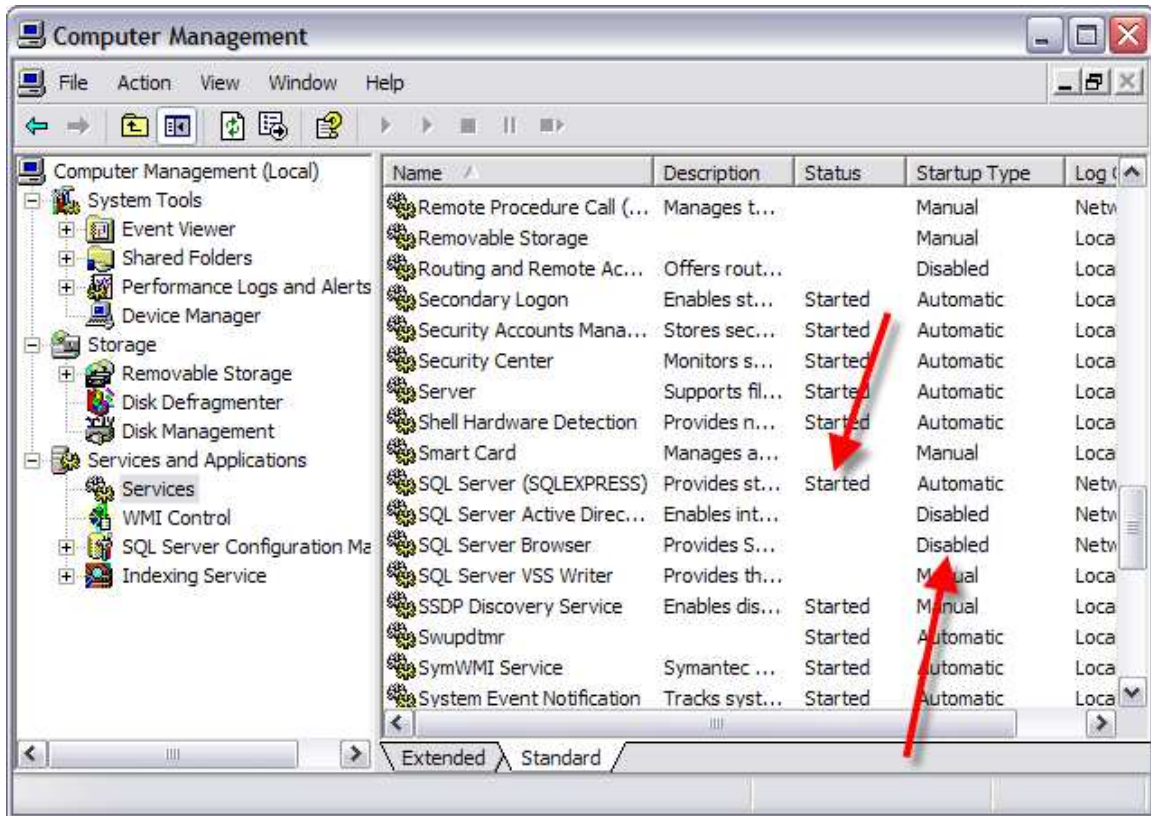 Computer Management
File Action View Window Help
Computer Management (Local)
System Tools
Event Viewer
Shared Folders
Performance Logs and Alerts
Device Manager
Storage
Removable Storage
Disk Defragmenter
Disk Management
Services and Applications
Services
WMI Control
SQL Server Configuration Ma
Indexing Service
Name Description Status Startup Type Log
Remote Procedure Call (... Manages t... Manual Netw
Removable Storage Manual Loca
Routing and Remote Ac... Offers rout... Disabled Loca
Secondary Logon Enables st... Started Automatic Loca
Security Accounts Mana... Stores sec... Started Automatic Loca
Security Center Monitors s... Started Automatic Loca
Server Supports fil... Started Automatic Loca
Shell Hardware Detection Provides n... Started Automatic Loca
Smart Card Manages a... Manual Loca
SQL Server (SQLEXPRESS) Provides st... Started Automatic Netw
SQL Server Active Direc... Enables int... Disabled Netw
SQL Server Browser Provides S... Disabled Netw
SQL Server VSS Writer Provides th... Manual Loca
SSDP Discovery Service Enables dis... Started Manual Loca
Swupdtmr Started Automatic Loca
SymWMI Service Symantec ... Started Automatic Loca
System Event Notification Tracks syst... Started Automatic Loca
Extended Standard